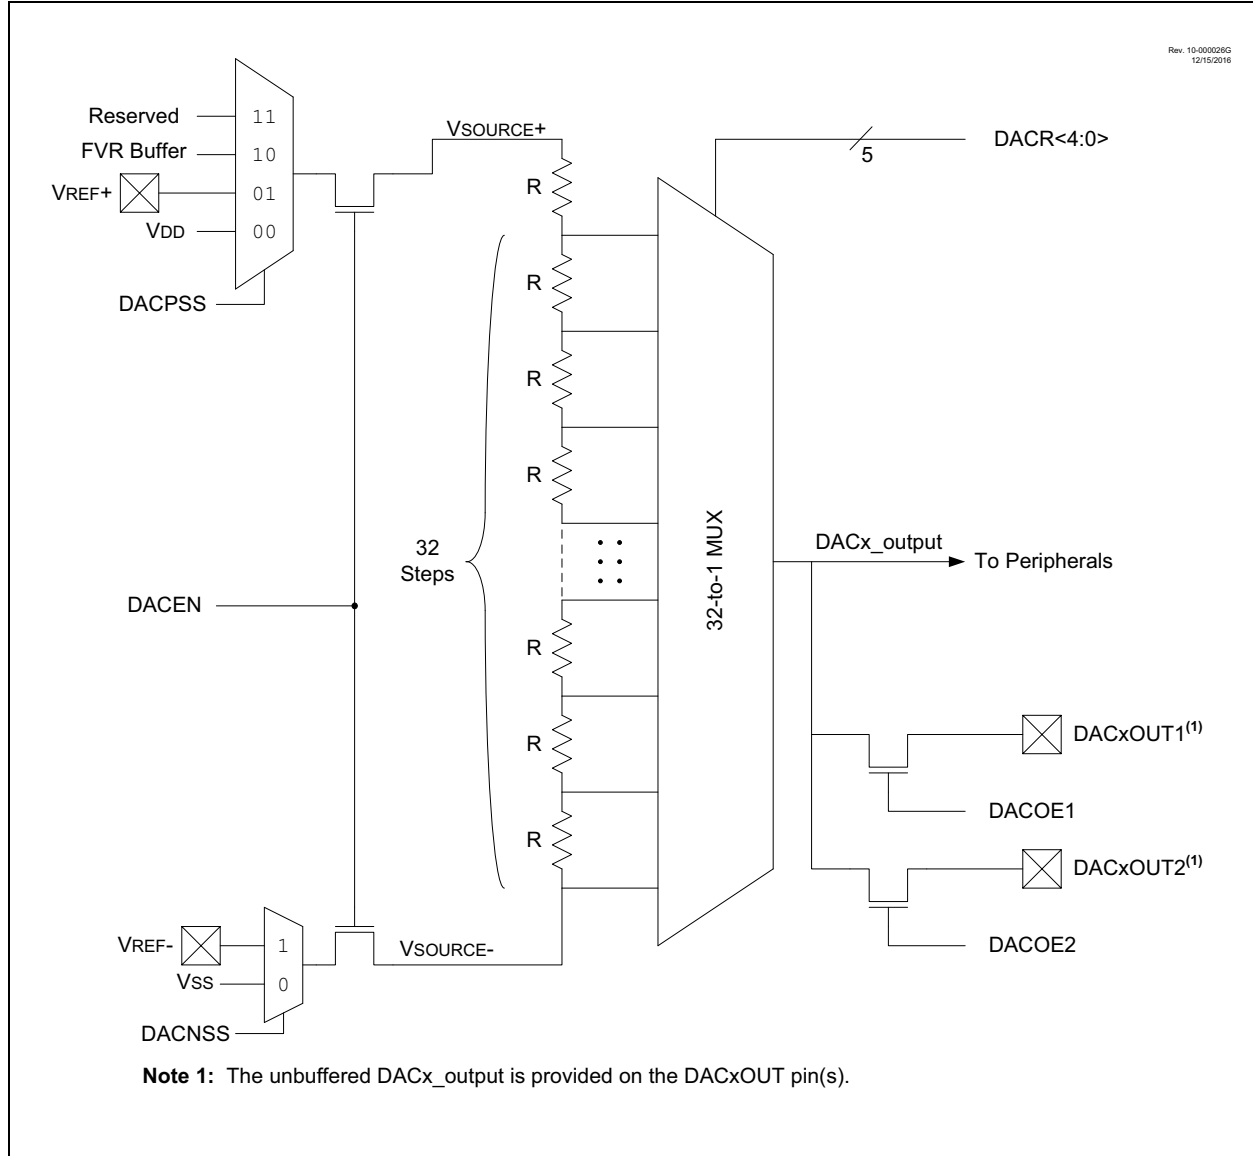 Rev. 10-000026G
12/15/2016
Reserved
11
VSOURCE+
DACR<4:0>
FVR Buffer
10
5
VREF+
01
R
VDD
00
DACPSS
R
R
R
32
Steps
DACx_output
To Peripherals
32-to-1 MUX
DACEN
R
R
DACxOUT1(1)
DACOE1
R
DACxOUT2(1)
VREF-
1
VSOURCE-
DACOE2
VSS
0
DACNSS
Note 1: The unbuffered DACx_output is provided on the DACxOUT pin(s).